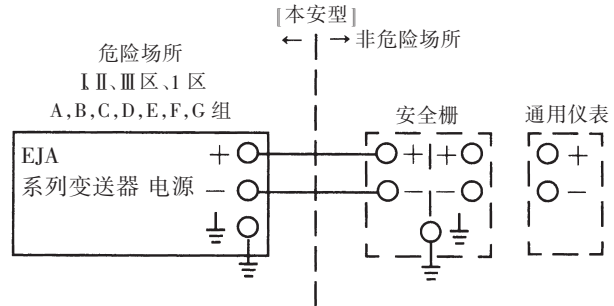 [本安型]
← → 非危险场所
危险场所
Ⅰ、Ⅱ、Ⅲ区、1 区
A,B,C,D,E,F,G 组
安全栅
通用仪表
EJA
+
+ +
+
系列变送器 电源
−
− −
−